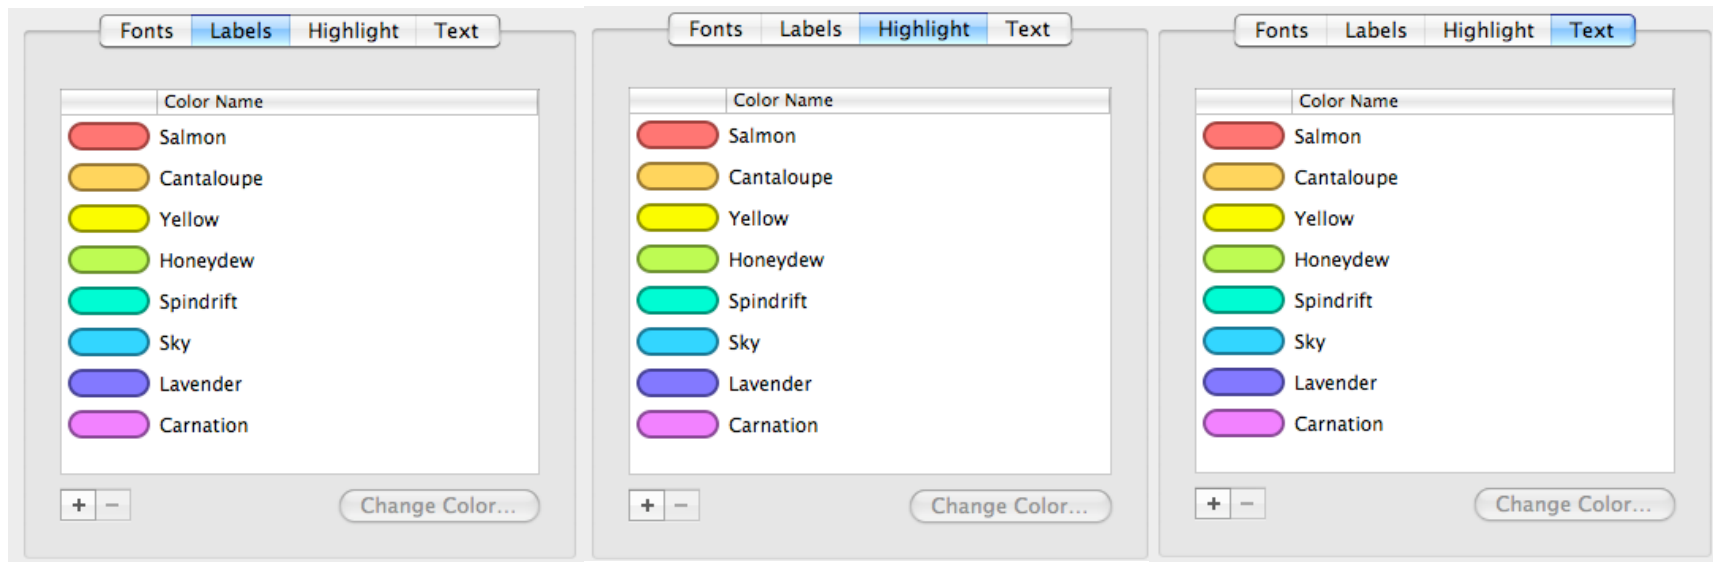 Fonts Labels Highlight Text
Color Name
Salmon
Cantaloupe
Yellow
Honeydew
Spindrift
Sky
Lavender
Carnation
+ − Change Color...
Fonts Labels Highlight Text
Color Name
Salmon
Cantaloupe
Yellow
Honeydew
Spindrift
Sky
Lavender
Carnation
+ − Change Color...
Fonts Labels Highlight Text
Color Name
Salmon
Cantaloupe
Yellow
Honeydew
Spindrift
Sky
Lavender
Carnation
+ − Change Color...